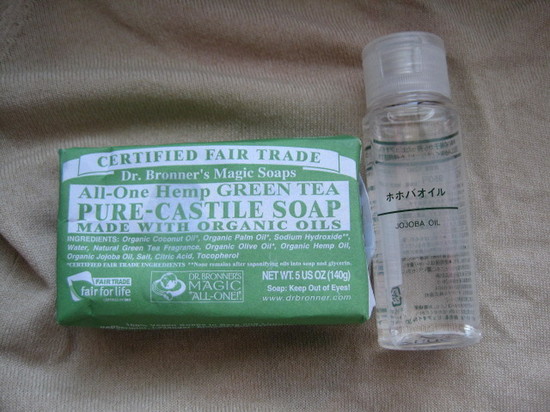 CERTIFIED FAIR TRADE
Dr. Bronner's Magic Soaps
All-One Hemp GREEN TEA
PURE-CASTILE SOAP
MADE WITH ORGANIC OILS
INGREDIENTS: Organic Coconut Oil*, Organic Palm Oil*, Sodium Hydroxide**,
Water, Natural Green Tea Fragrance, Organic Olive Oil*, Organic Hemp Oil,
Organic Jojoba Oil, Salt, Citric Acid, Tocopherol
*CERTIFIED FAIR TRADE INGREDIENTS **None remains after saponifying oils into soap and glycerin.
FAIR TRADE
fair for life
DR. BRONNER'S
MAGIC
"ALL-ONE!"
NET WT. 5 US OZ (140g)
Soap: Keep Out of Eyes!
www.drbronner.com
ホホバオイル
JOJOBA OIL